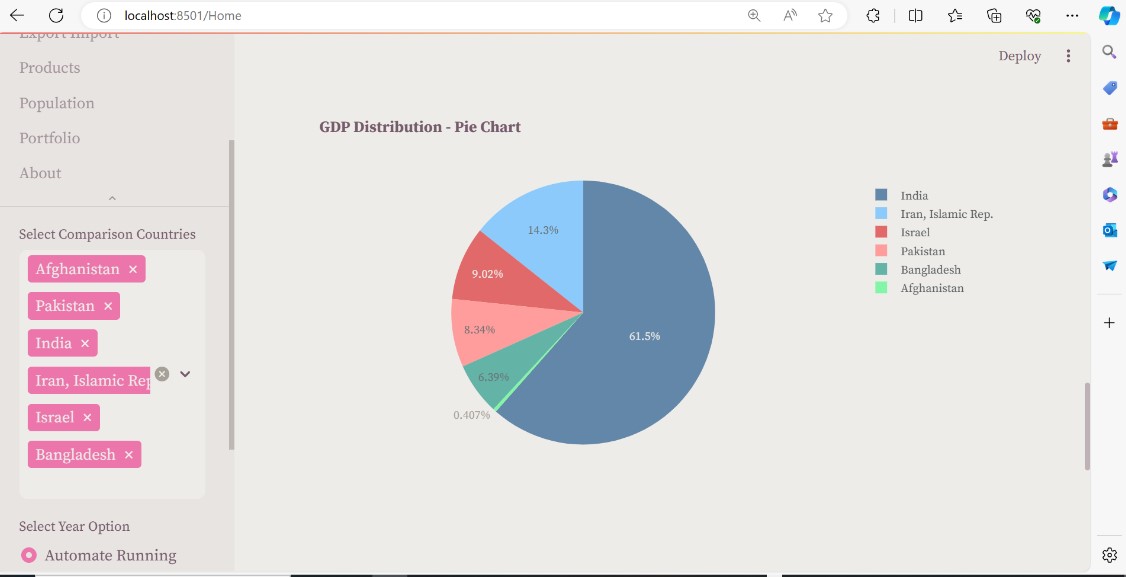 localhost:8501/Home
Export Import
Products
Population
Portfolio
About
Select Comparison Countries
Afghanistan ×
Pakistan ×
India ×
Iran, Islamic Rep
Israel ×
Bangladesh ×
Select Year Option
Automate Running
Deploy
GDP Distribution - Pie Chart
14.3%
9.02%
8.34%
6.39%
0.407%
61.5%
India
Iran, Islamic Rep.
Israel
Pakistan
Bangladesh
Afghanistan